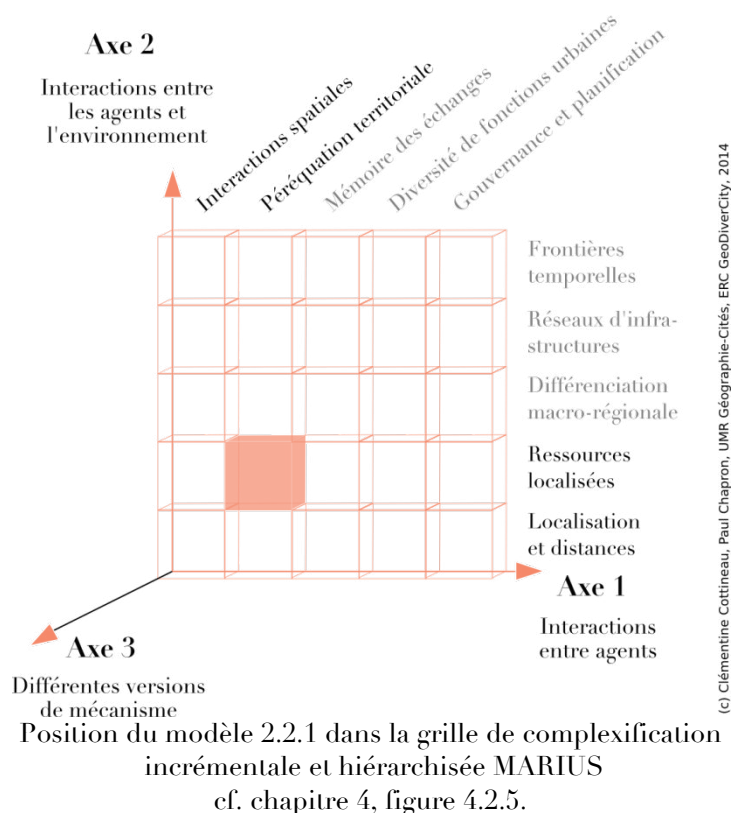 Axe 2
Interactions entre
les agents et
l'environnement
Interactions spatiales
Péréquation territoriale
Mémoire des échanges
Diversité de fonctions urbaines
Gouvernance et planification
Frontières
temporelles
Réseaux d'infra-
structures
Différenciation
macro-régionale
Ressources
localisées
Localisation
et distances
Axe 1
Interactions
entre agents
Axe 3
Différentes versions
de mécanisme
(c) Clémentine Cottineau, Paul Chapron, UMR Géographie-Cités, ERC GeoDiverCity, 2014
Position du modèle 2.2.1 dans la grille de complexification
incrémentale et hiérarchisée MARIUS
cf. chapitre 4, figure 4.2.5.